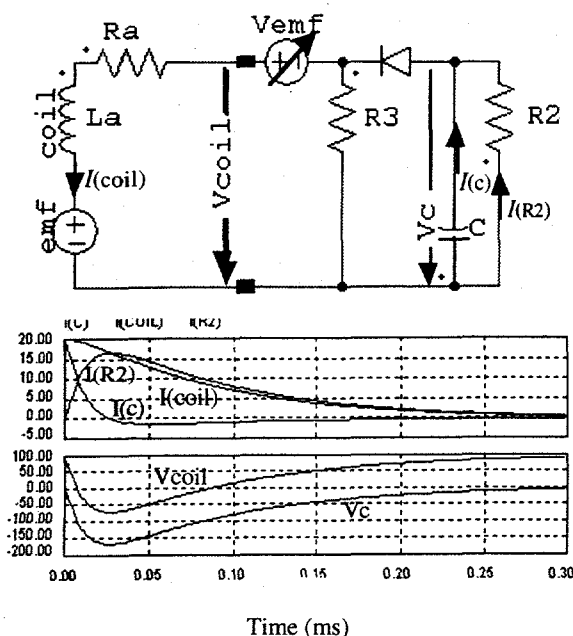 Ra
Vemf
coil
La
I(coil)
emf
Vcoil
R3
Vc
I(c)
C
R2
I(R2)
I(C) I(COIL) I(R2)
20.00
15.00
10.00
5.00
0.00
-5.00
I(R2)
I(c)
I(coil)
100.00
50.00
0.00
-50.00
-100.00
-150.00
-200.00
Vcoil
Vc
0.00 0.05 0.10 0.15 0.20 0.25 0.30
Time (ms)